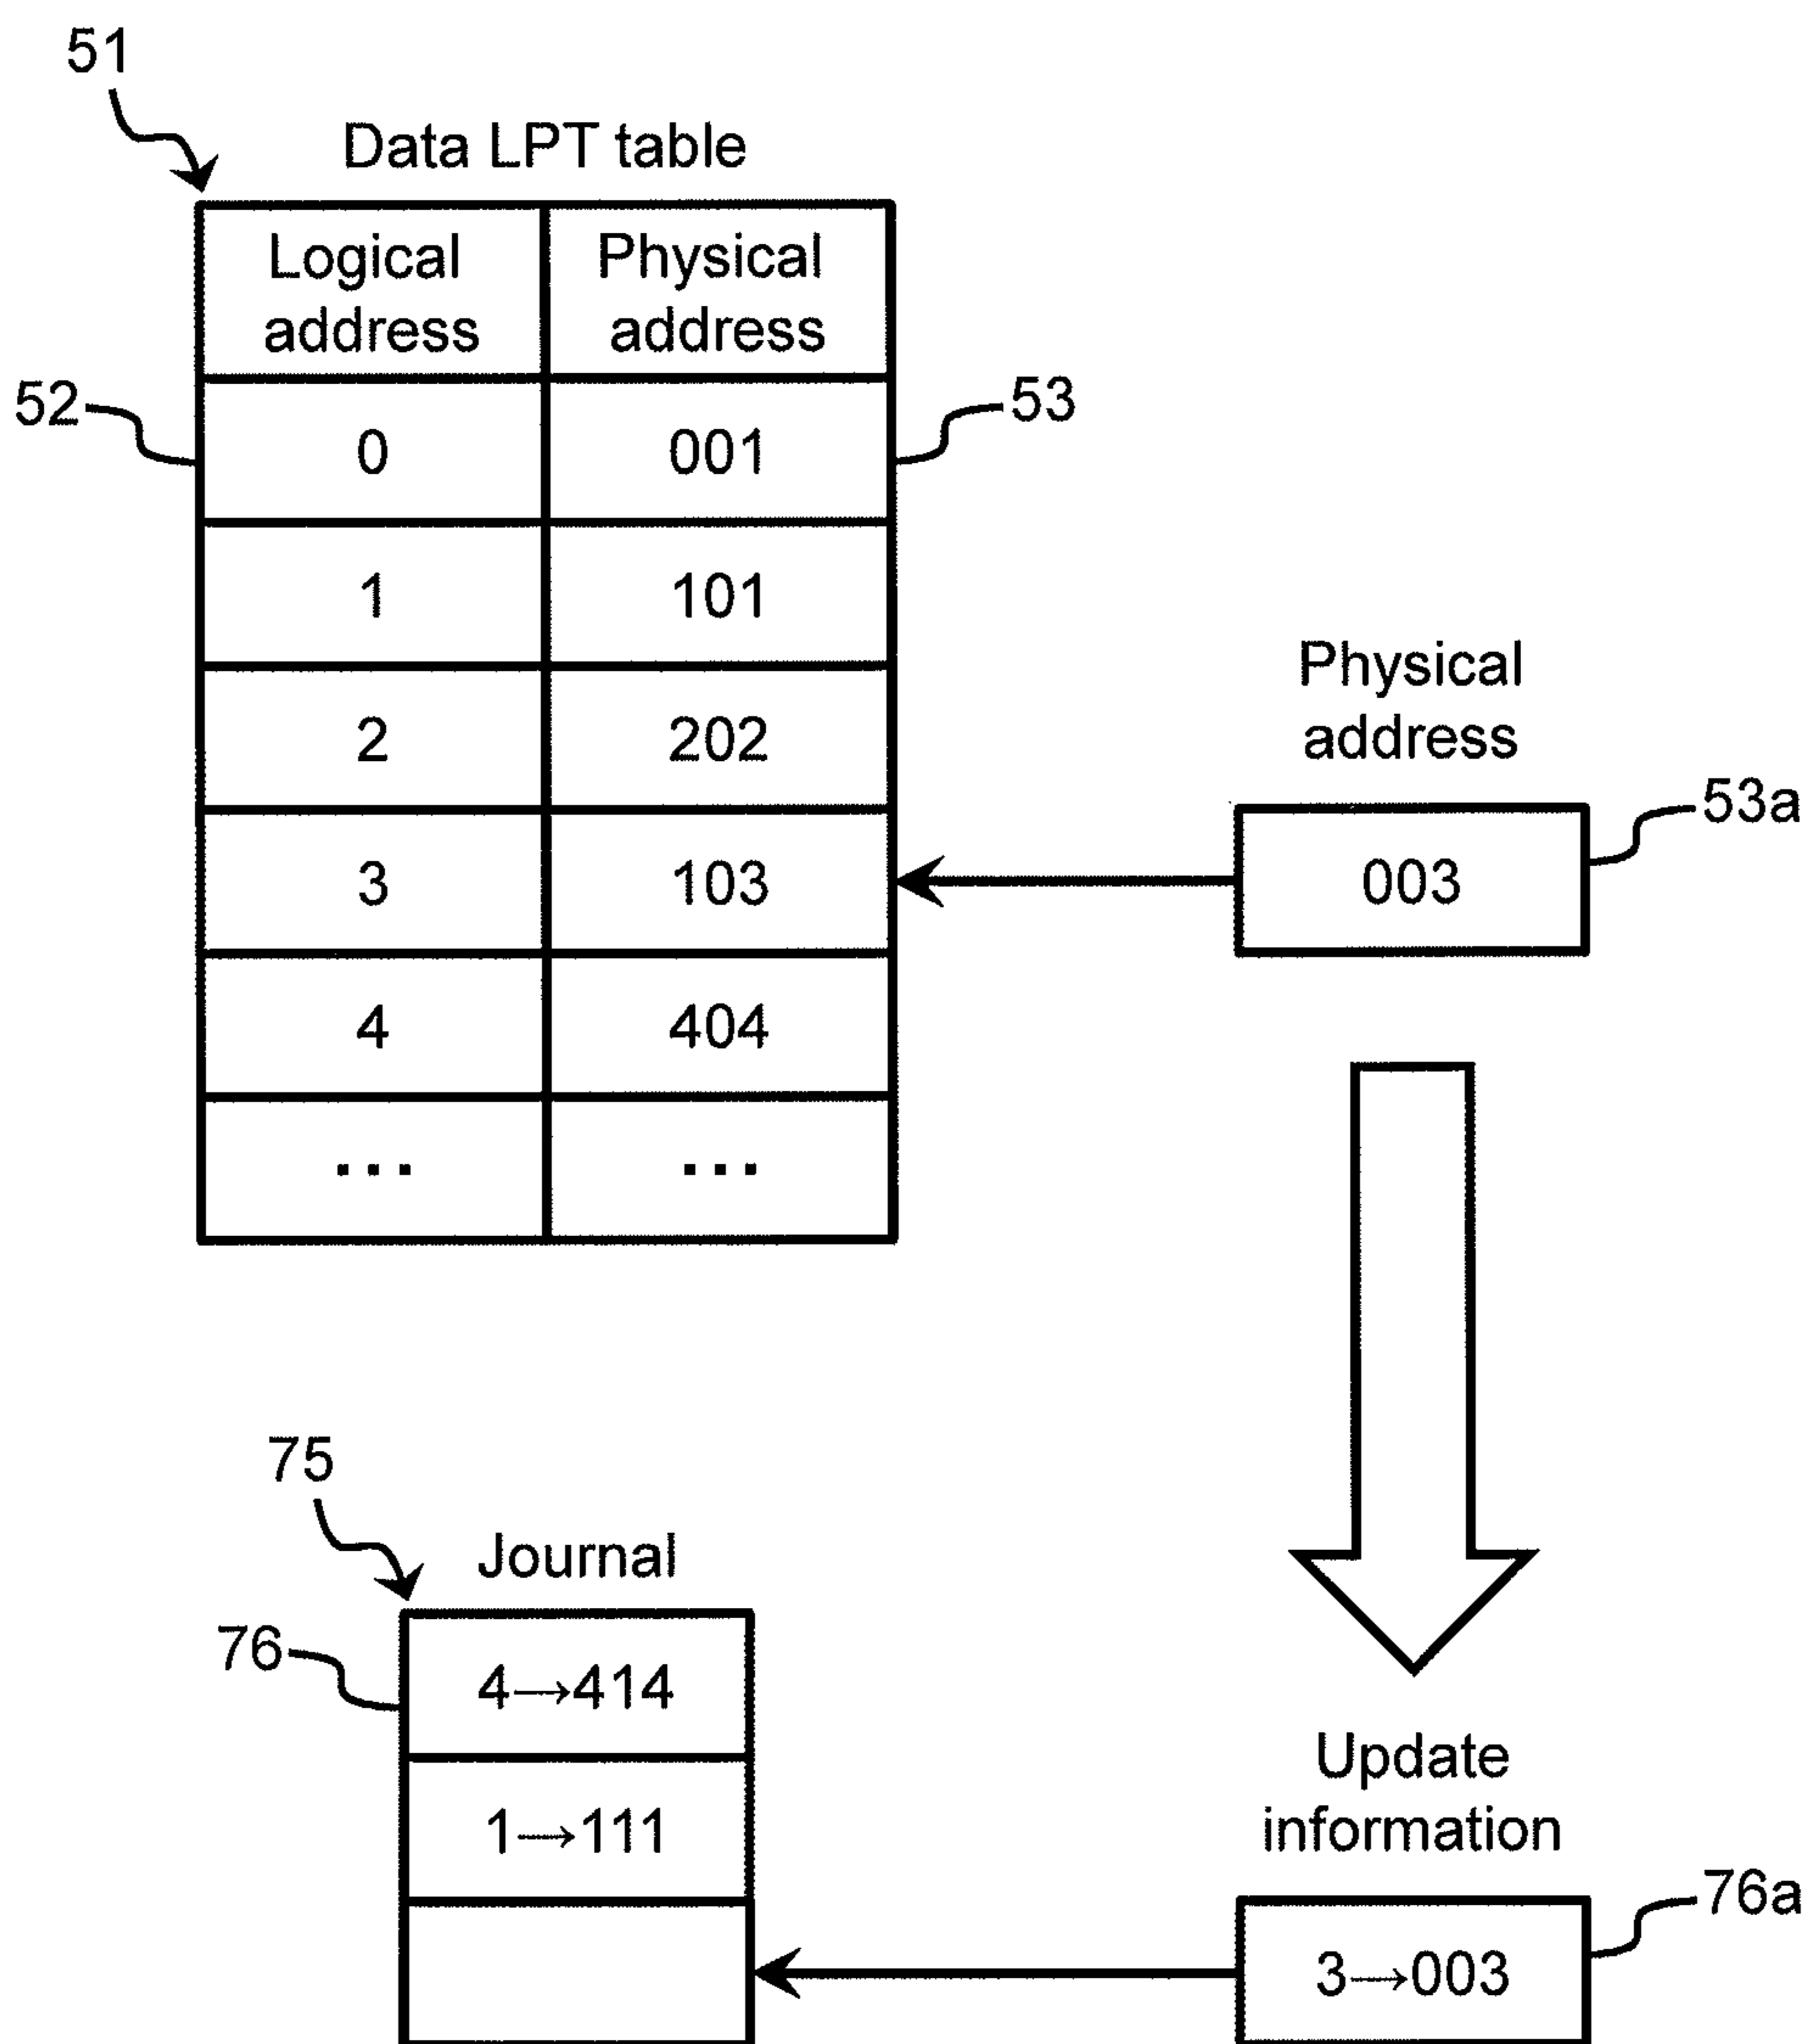 51
Data LPT table
Logical address
Physical address
52
53
0 001
1 101
2 202
3 103
4 404
... ...
Physical
address
53a
003
75
Journal
76
4→414
1→111
Update
information
76a
3→003